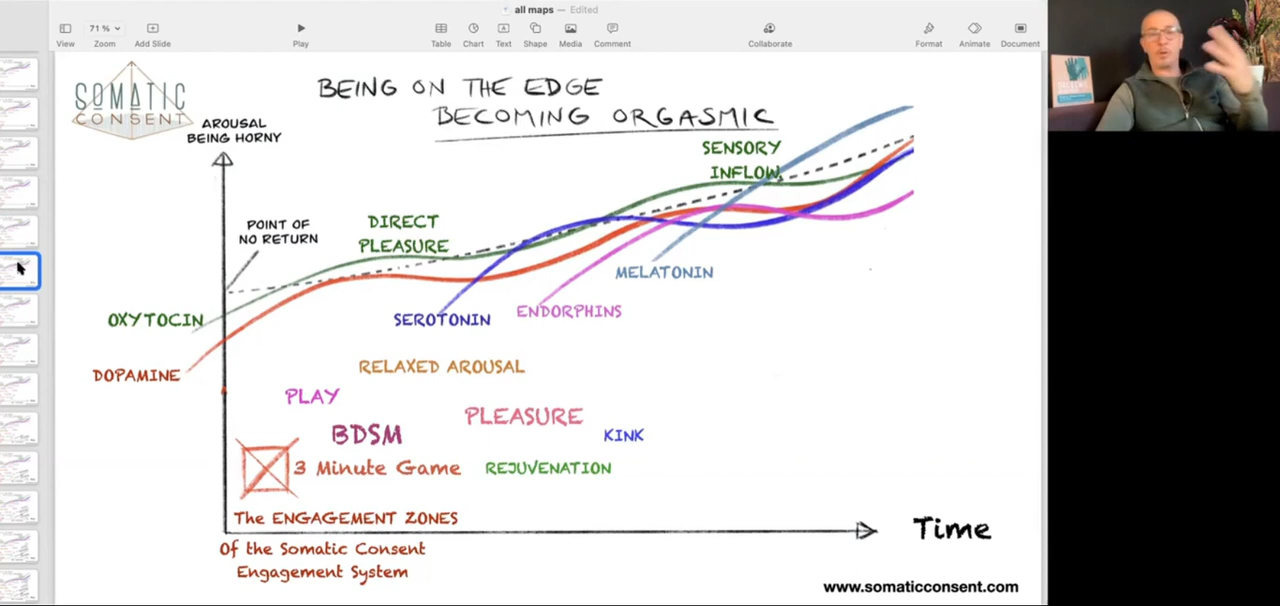 all maps — Edited
71 %
View
Zoom
Add Slide
Play
Table
Chart
Text
Shape
Media
Comment
Collaborate
Format
Animate
Document
SOMATIC
CONSENT
BEING ON THE EDGE
BECOMING ORGASMIC
AROUSAL
BEING HORNY
SENSORY
INFLOW
POINT OF
NO RETURN
DIRECT
PLEASURE
MELATONIN
OXYTOCIN
SEROTONIN
ENDORPHINS
DOPAMINE
RELAXED AROUSAL
PLAY
PLEASURE
BDSM
KINK
3 Minute Game
REJUVENATION
The ENGAGEMENT ZONES
Time
Of the Somatic Consent
Engagement System
www.somaticconsent.com